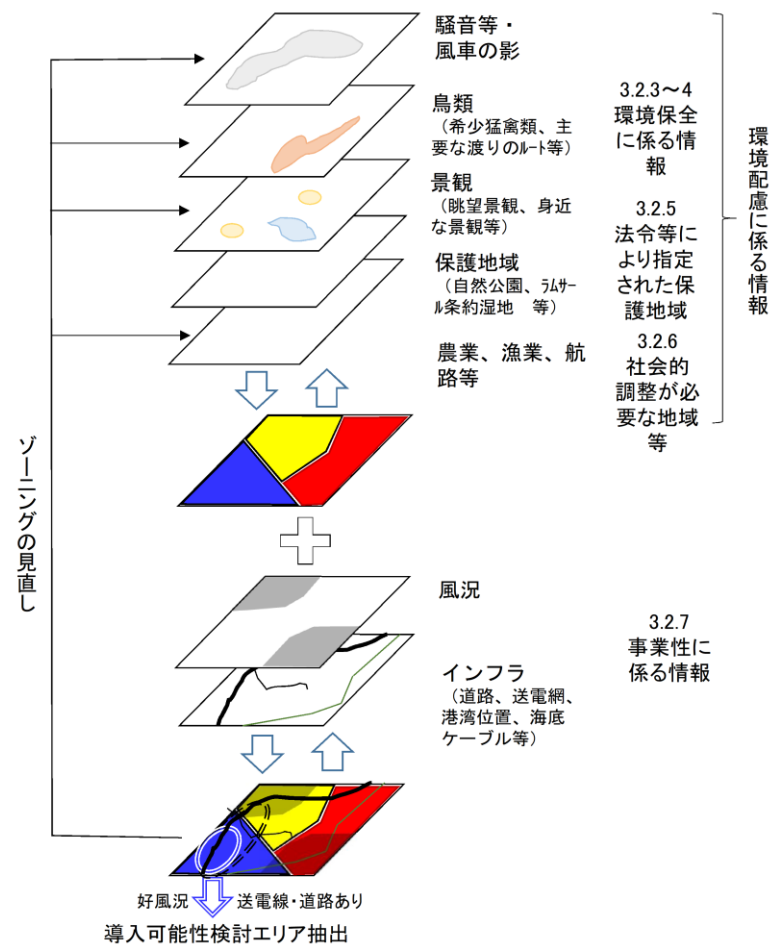 騒音等・
風車の影
鳥類
（希少猛禽類、主
要な渡りのﾙｰﾄ等）
景観
（眺望景観、身近
な景観等）
保護地域
（自然公園、ﾗﾑｻｰ
ﾙ条約湿地　等）
農業、漁業、航
路等
3.2.3～4
環境保全
に係る情
報
3.2.5
法令等に
より指定
された保
護地域
3.2.6
社会的
調整が必
要な地域
等
環境配慮に係る情報
ゾーニングの見直し
風況
インフラ
（道路、送電網、
港湾位置、海底
ケーブル等）
3.2.7
事業性に
係る情報
好風況
送電線・道路あり
導入可能性検討エリア抽出